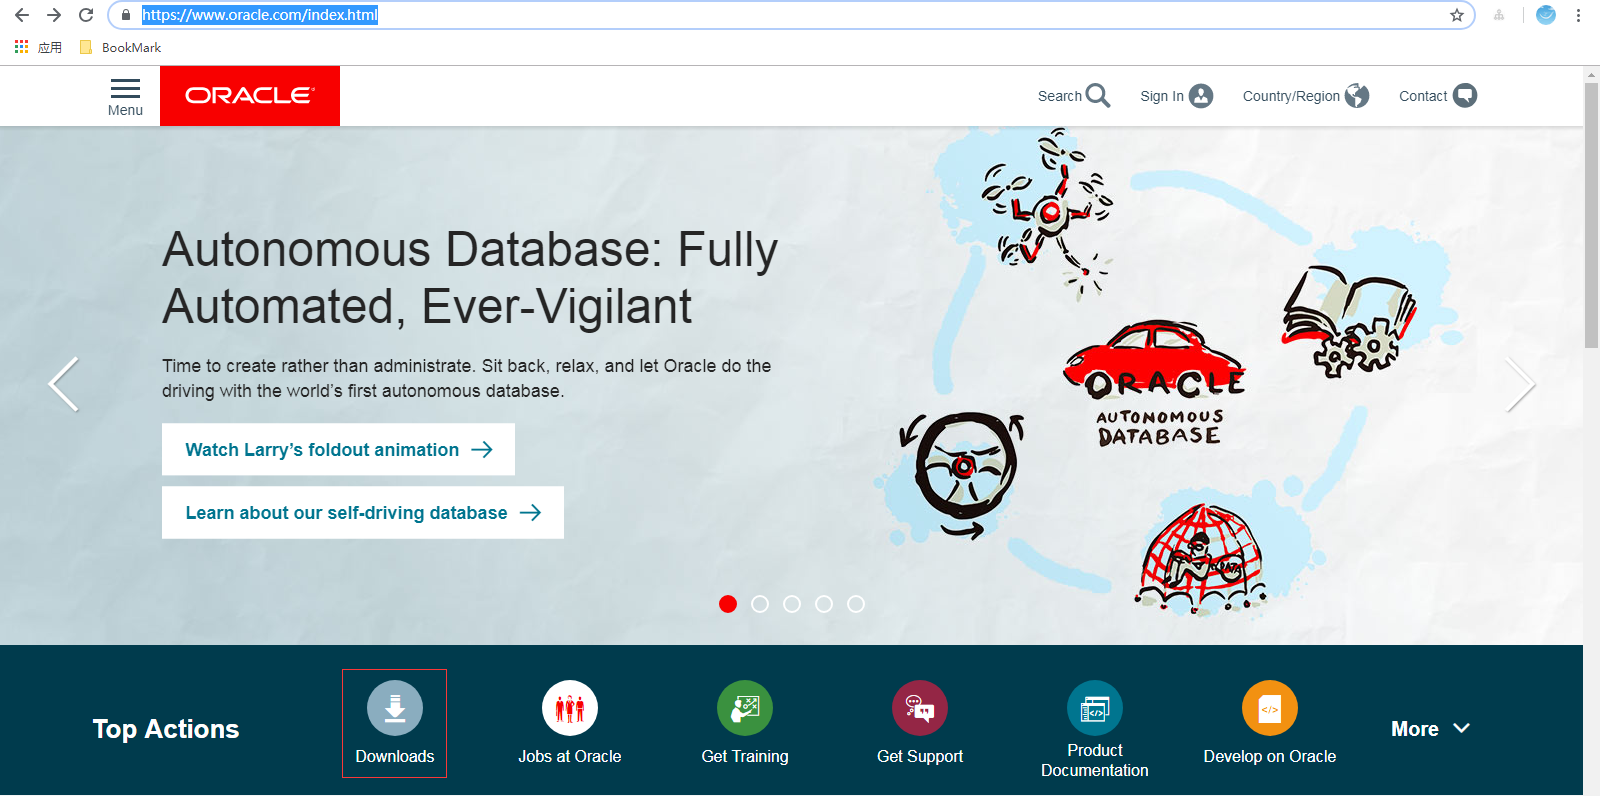 https://www.oracle.com/index.html
应用 BookMark
Menu
ORACLE
Search
Sign In
Country/Region
Contact
Autonomous Database: Fully
Automated, Ever-Vigilant
Time to create rather than administrate. Sit back, relax, and let Oracle do the
driving with the world’s first autonomous database.
Watch Larry’s foldout animation
Learn about our self-driving database
ORACLE
AUTONOMOUS
DATABASE
DATA
Top Actions
Downloads
Jobs at Oracle
Get Training
Get Support
Product
Documentation
Develop on Oracle
More